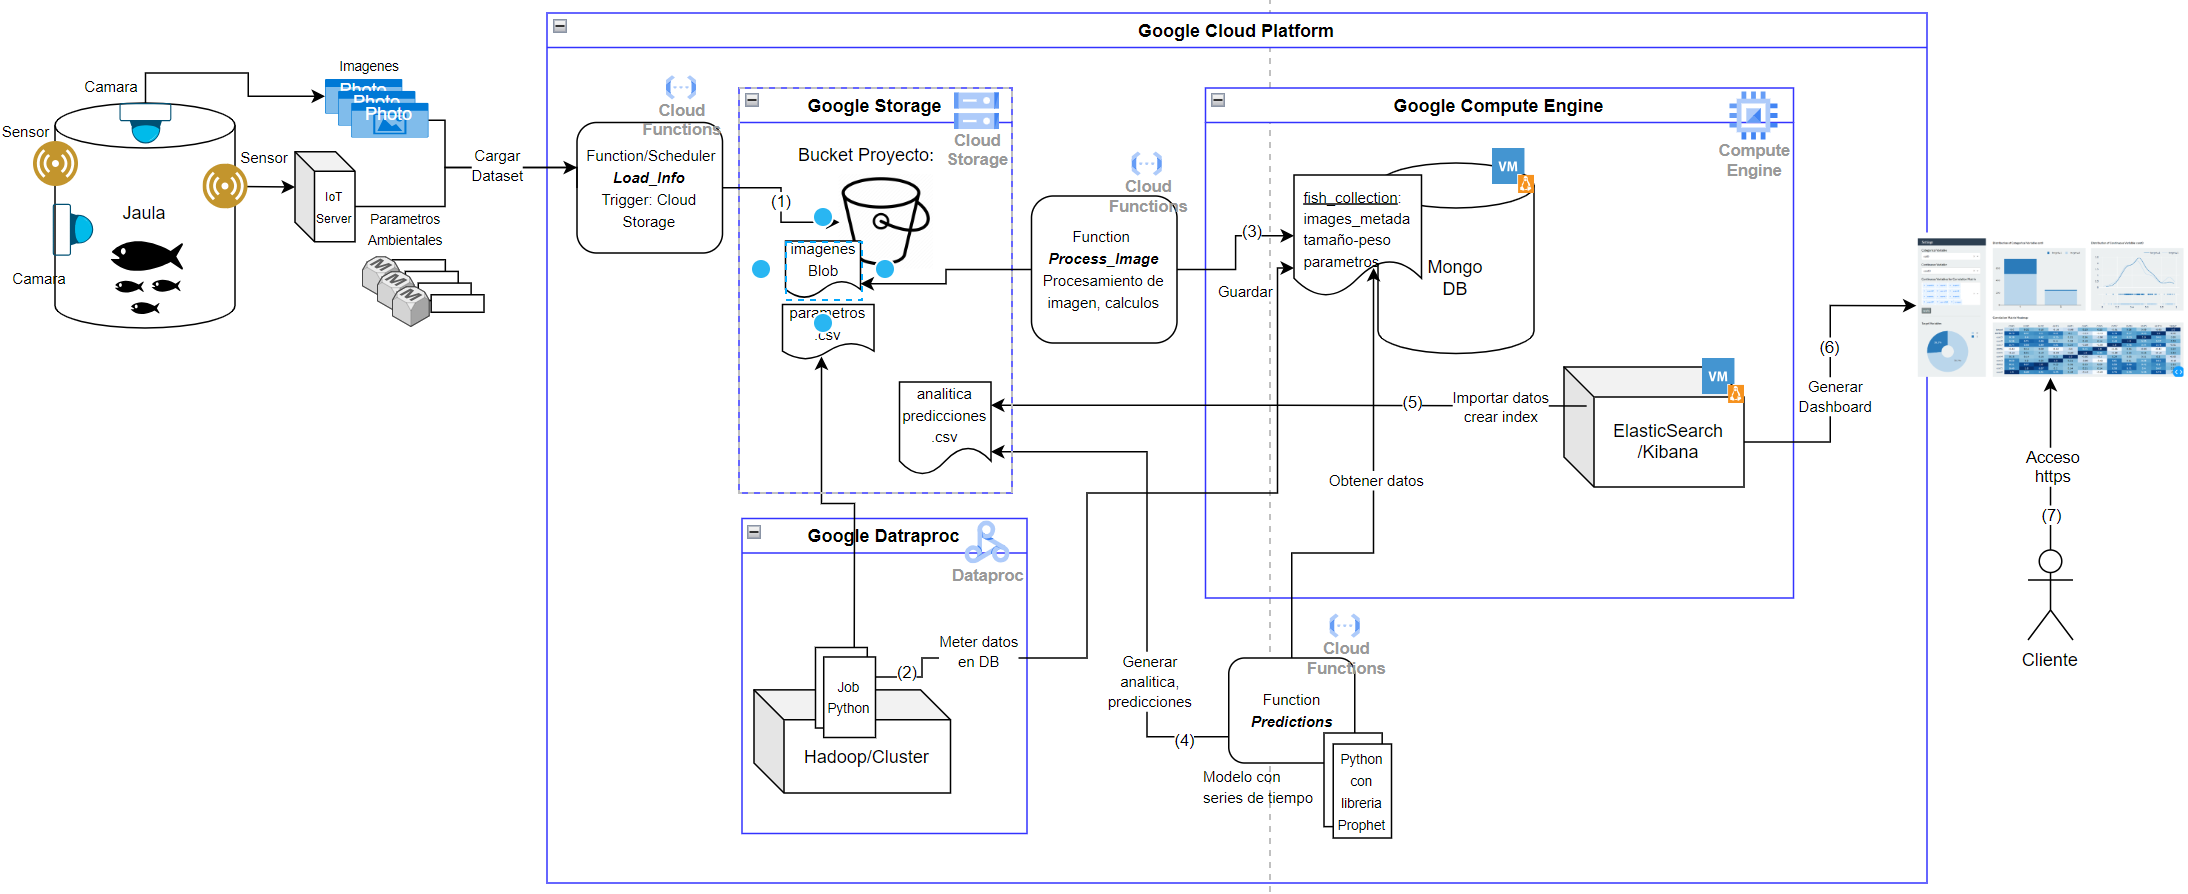 Google Cloud Platform
Imagenes
Camara
Photo
Photo
Photo
Sensor
Sensor
IoT
Server
Jaula
Camara
Parametros
Ambientales
M
M
M
Cargar
Dataset
Cloud
Functions
Function/Scheduler
Load_Info
Trigger: Cloud
Storage
(1)
Google Storage
Cloud
Storage
Bucket Proyecto:
imagenes
Blob
parametros
.csv
analitica
predicciones
.csv
Cloud
Functions
Function
Process_Image
Procesamiento de
imagen, calculos
(3)
Guardar
Google Compute Engine
Compute
Engine
VM
fish_collection:
images_metada
tamaño-peso
parametros
Mongo
DB
VM
ElasticSearch
/Kibana
Importar datos
crear index
(5)
Obtener datos
(6)
Generar
Dashboard
Acceso
https
(7)
Cliente
Google Datraproc
Dataproc
Job
Python
Hadoop/Cluster
(2)
Meter datos
en DB
Generar
analitica,
predicciones
(4)
Cloud
Functions
Function
Predictions
Modelo con
series de tiempo
Python
con
libreria
Prophet